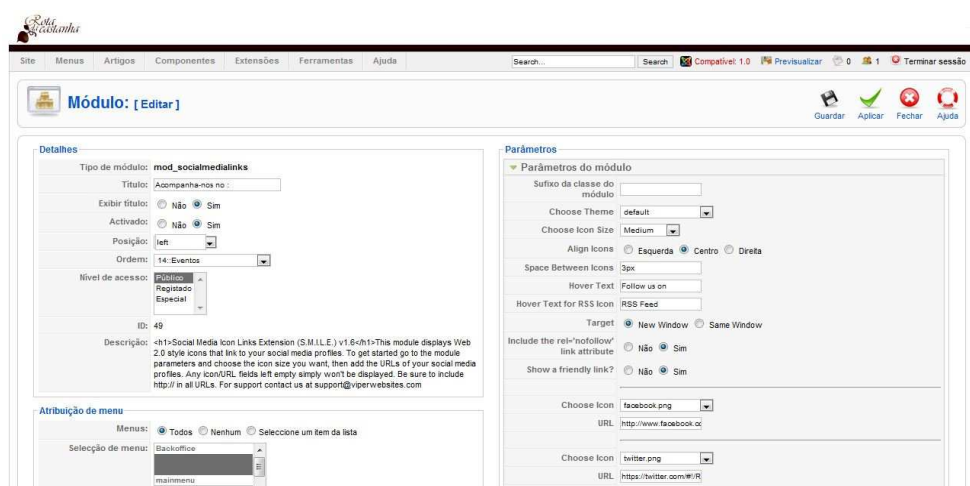 Rota
da castanha
Site Menus Artigos Componentes Extensões Ferramentas Ajuda Search... Search Compatível: 1.0 Previsualizar 0 1 Terminar sessão
Módulo: [ Editar ]
Guardar Aplicar Fechar Ajuda
Detalhes
Tipo de módulo: mod_socialmedialinks
Título: Acompanha-nos no :
Exibir título: Não Sim
Activado: Não Sim
Posição: left
Ordem: 14::Eventos
Nível de acesso: Público
Registado
Especial
ID: 49
Descrição: <h1>Social Media Icon Links Extension (S.M.I.L.E.) v1.6</h1>This module displays Web
2.0 style icons that link to your social media profiles. To get started go to the module
parameters and choose the icon size you want, then add the URLs of your social media
profiles. Any icon/URL fields left empty simply won't be displayed. Be sure to include
http:// in all URLs. For support contact us at support@viperwebsites.com
Atribuição de menu
Menus: Todos Nenhum Seleccione um item da lista
Selecção de menu: Backoffice
mainmenu
Parâmetros
Parâmetros do módulo
Sufixo da classe do
módulo
Choose Theme default
Choose Icon Size Medium
Align Icons Esquerda Centro Direita
Space Between Icons 3px
Hover Text Follow us on
Hover Text for RSS Icon RSS Feed
Target New Window Same Window
Include the rel='nofollow'
link attribute Não Sim
Show a friendly link? Não Sim
Choose Icon facebook.png
URL http://www.facebook.cc
Choose Icon twitter.png
URL https://twitter.com/#!/R